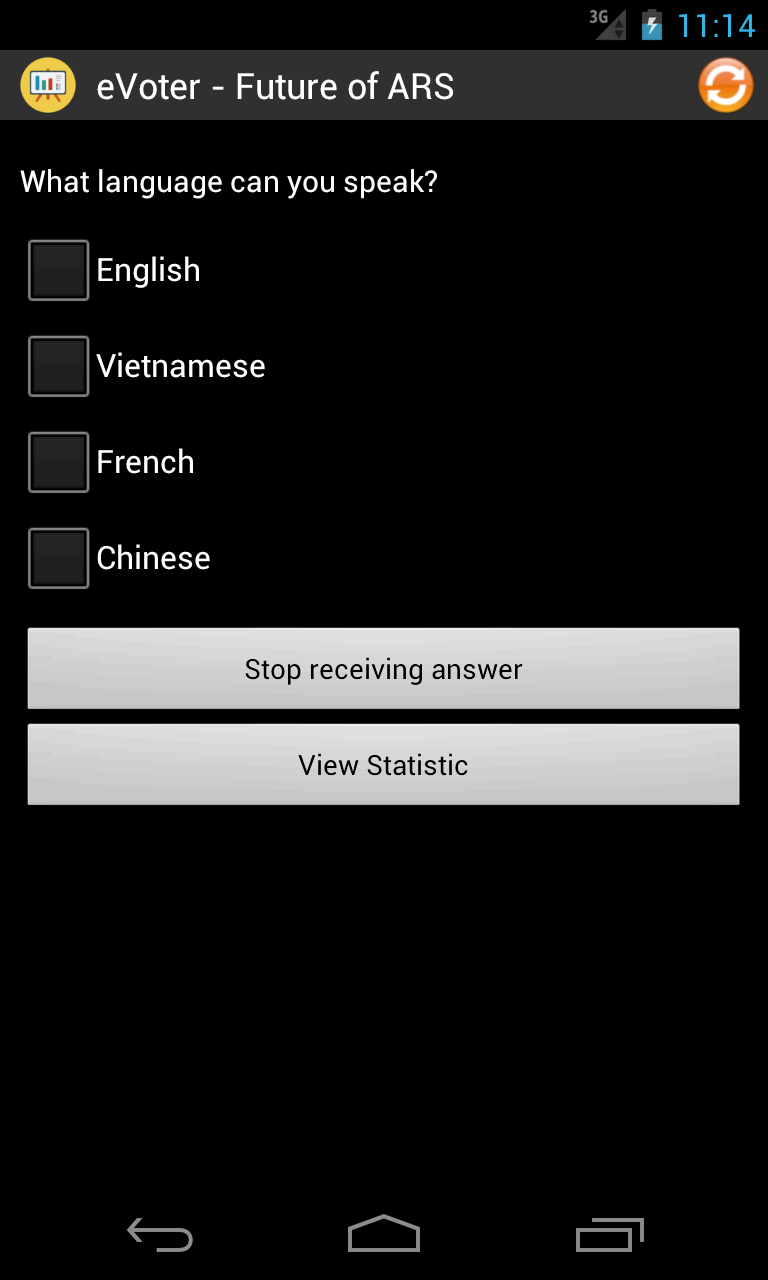 3G 11:14
eVoter - Future of ARS
What language can you speak?
English
Vietnamese
French
Chinese
Stop receiving answer
View Statistic